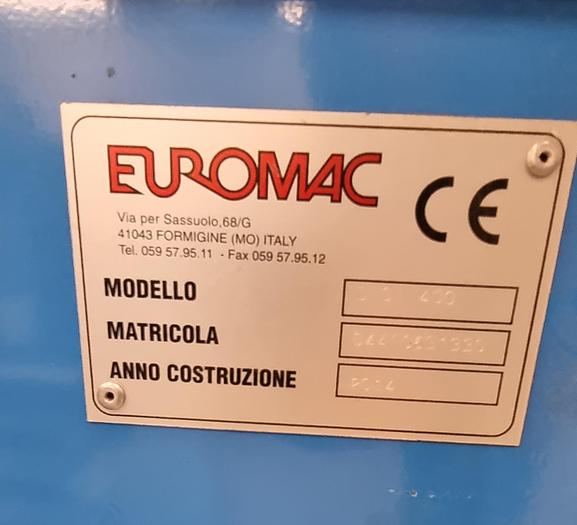 EUROMAC
CE
Via per Sassuolo,68/G
41043 FORMIGINE (MO) ITALY
Tel. 059 57.95.11 - Fax 059 57.95.12
MODELLO 400
MATRICOLA
ANNO COSTRUZIONE